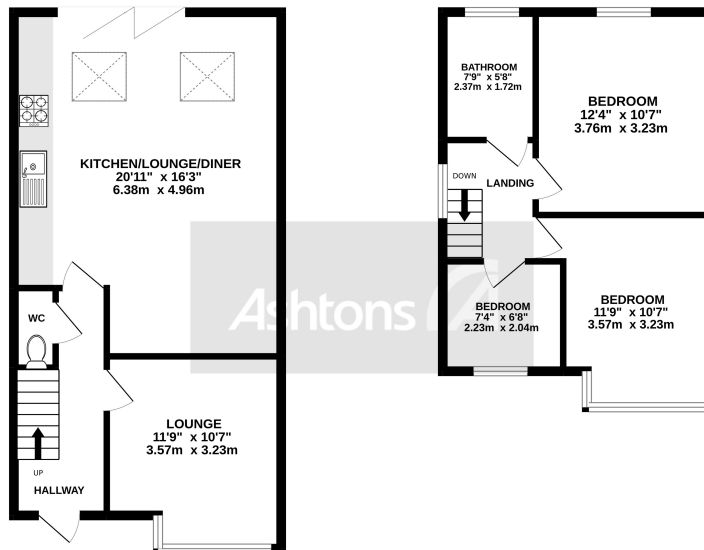 KITCHEN/LOUNGE/DINER
20'11" x 16'3"
6.38m x 4.96m
WC
LOUNGE
11'9" x 10'7"
3.57m x 3.23m
UP
HALLWAY
BATHROOM
7'9" x 5'8"
2.37m x 1.72m
BEDROOM
12'4" x 10'7"
3.76m x 3.23m
DOWN
LANDING
BEDROOM
7'4" x 6'8"
2.23m x 2.04m
BEDROOM
11'9" x 10'7"
3.57m x 3.23m
Ashtons